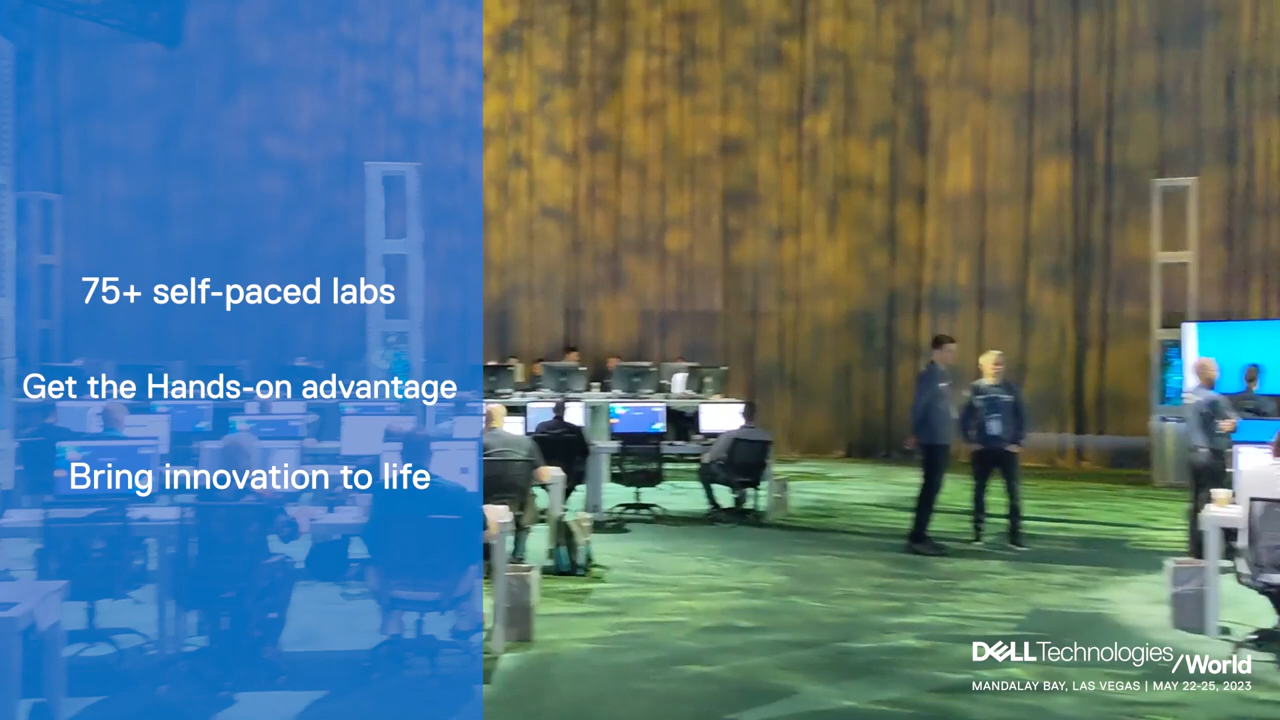 75+ self-paced labs
Get the Hands-on advantage
Bring innovation to life
DELLTechnologies/World
MANDALAY BAY, LAS VEGAS | MAY 22-25, 2023